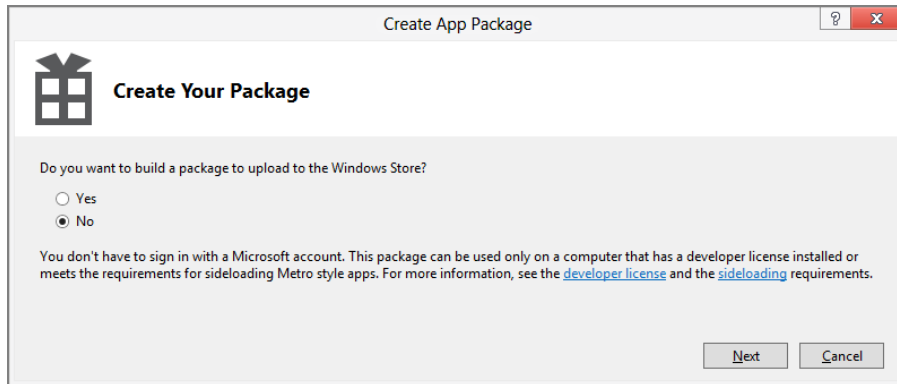 Create App Package
?
x
Create Your Package
Do you want to build a package to upload to the Windows Store?
Yes
No
You don't have to sign in with a Microsoft account. This package can be used only on a computer that has a developer license installed or
meets the requirements for sideloading Metro style apps. For more information, see the developer license and the sideloading requirements.
Next
Cancel